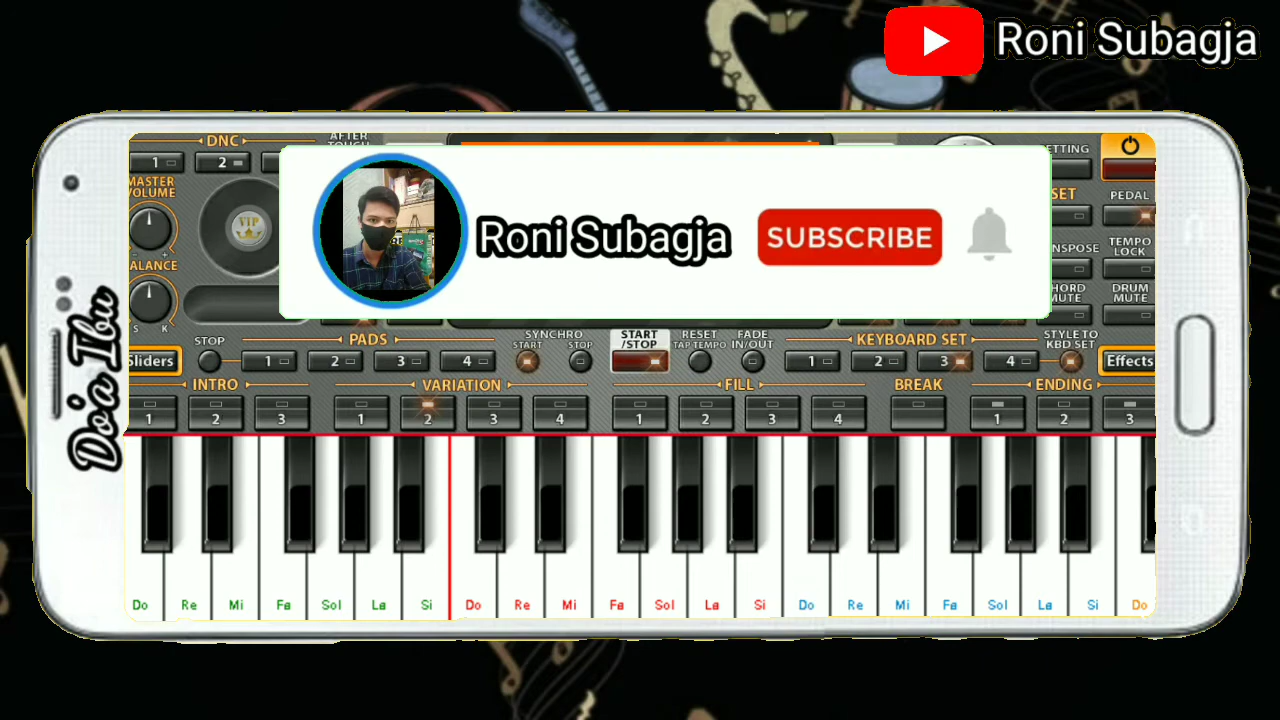 Roni Subagja
DNC
AFTER
TOUCH
1 2
MASTER
VOLUME
VIP
- +
BALANCE
S K
Roni Subagja
SUBSCRIBE
SETTING
SET
PEDAL
TRANSPOSE
TEMPO
LOCK
CHORD
MUTE
DRUM
MUTE
Do'a Ibu
STOP
PADS
SYNCHRO
START STOP
START
/STOP
RESET
TAP TEMPO
FADE
IN/OUT
KEYBOARD SET
STYLE TO
KBD SET
Sliders
1 2 3 4
1 2 3 4
Effects
INTRO VARIATION FILL BREAK ENDING
1 2 3 1 2 3 4 1 2 3 4 1 2 3
Do Re Mi Fa Sol La Si Do Re Mi Fa Sol La Si Do Re Mi Fa Sol La Si Do